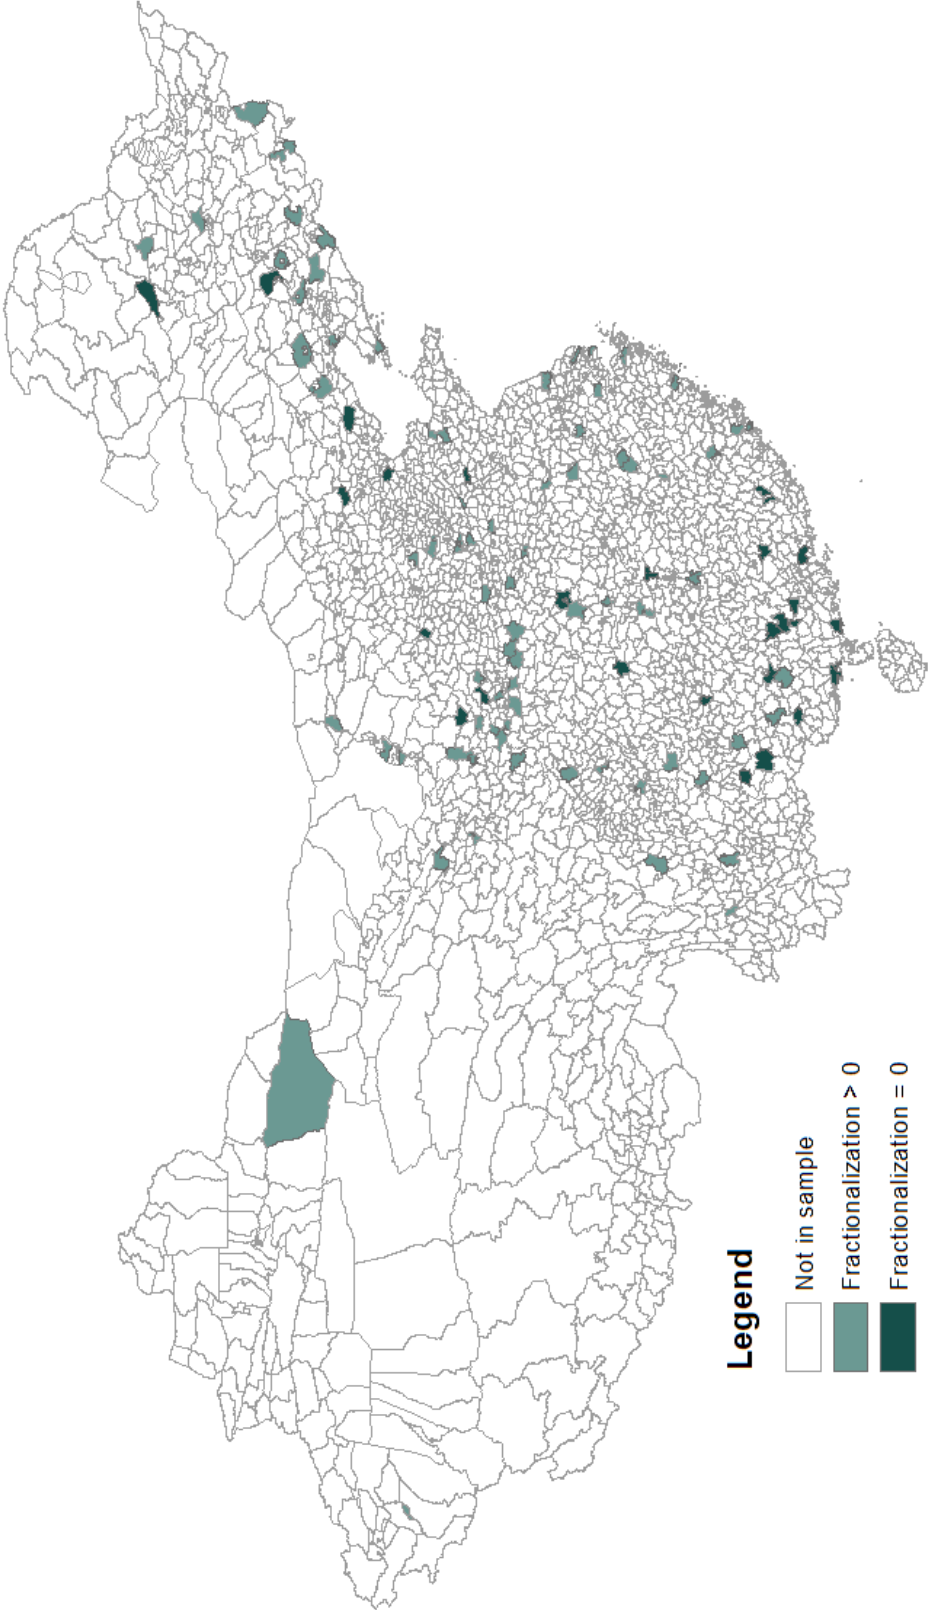 Legend
Not in sample
Fractionalization > 0
Fractionalization = 0